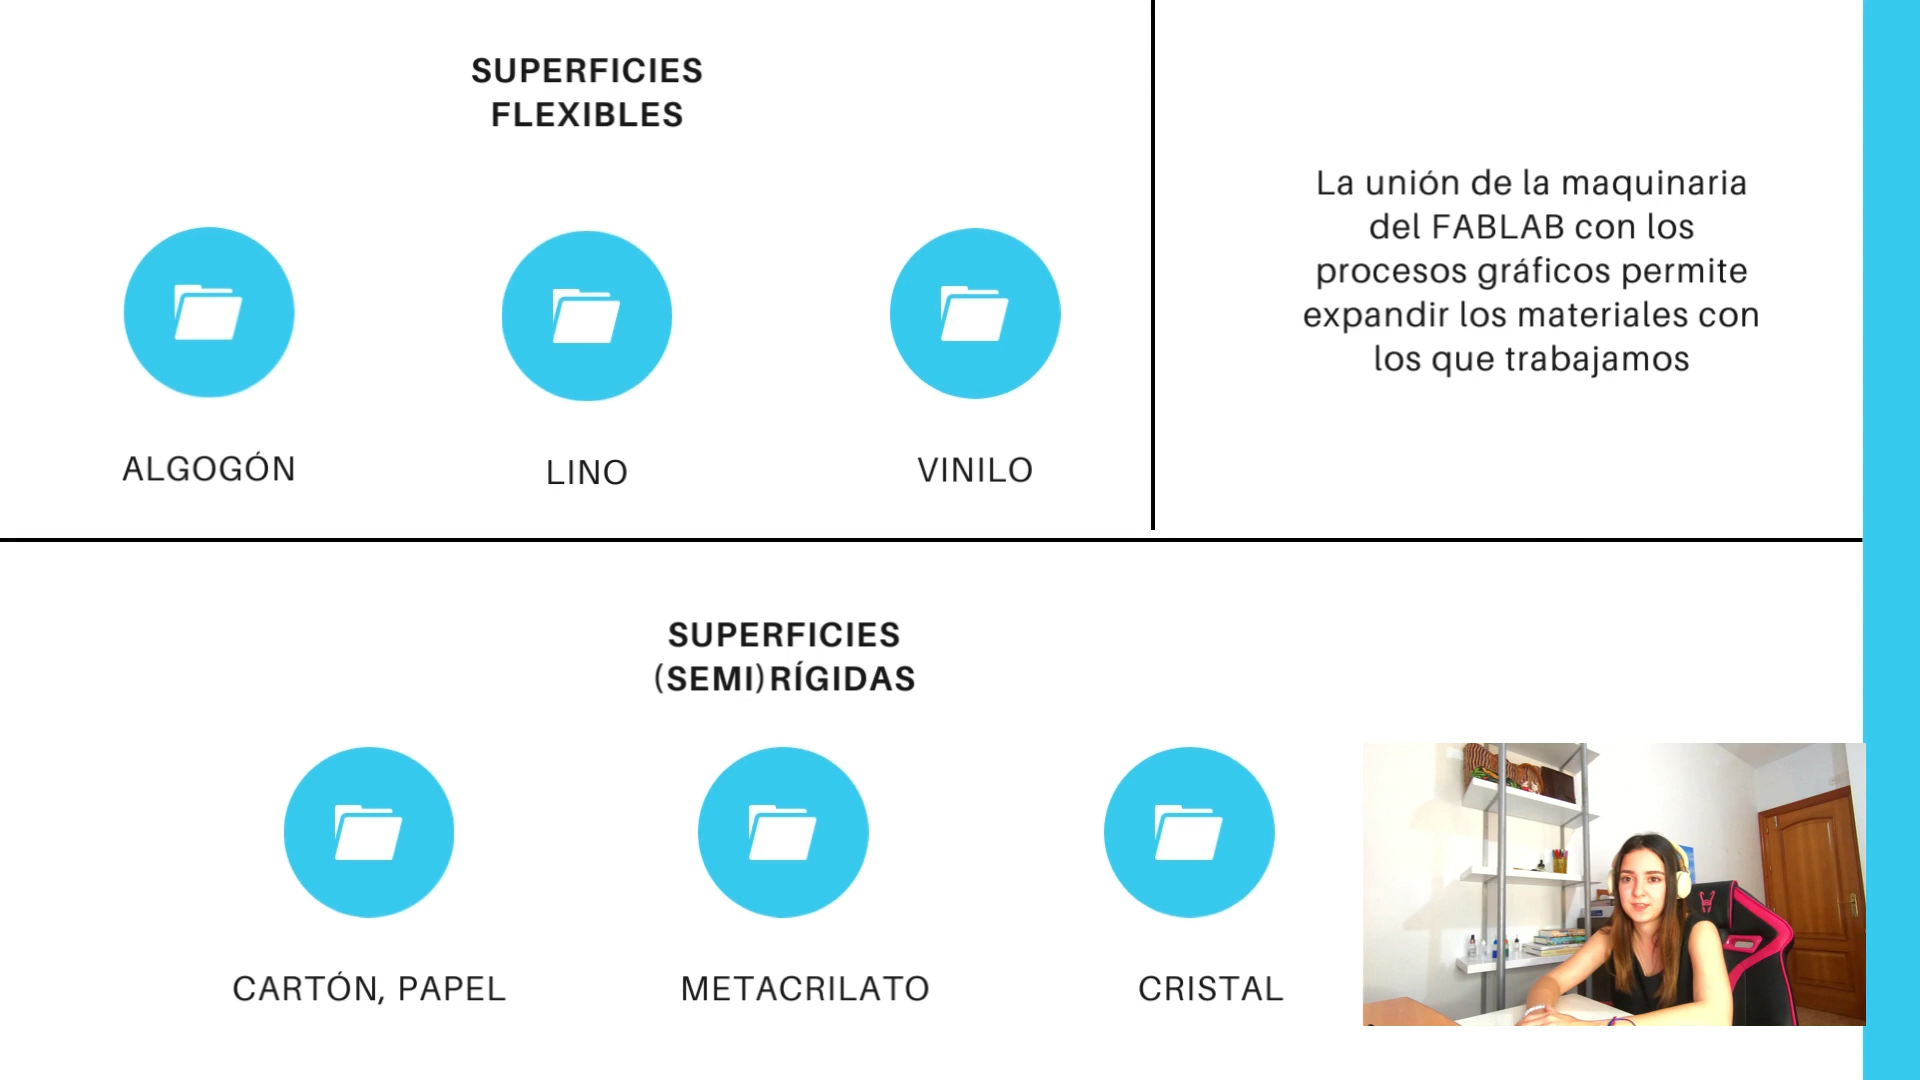 SUPERFICIES
FLEXIBLES
ALGOGÓN
LINO
VINILO
La unión de la maquinaria
del FABLAB con los
procesos gráficos permite
expandir los materiales con
los que trabajamos
SUPERFICIES
(SEMI)RÍGIDAS
CARTÓN, PAPEL
METACRILATO
CRISTAL